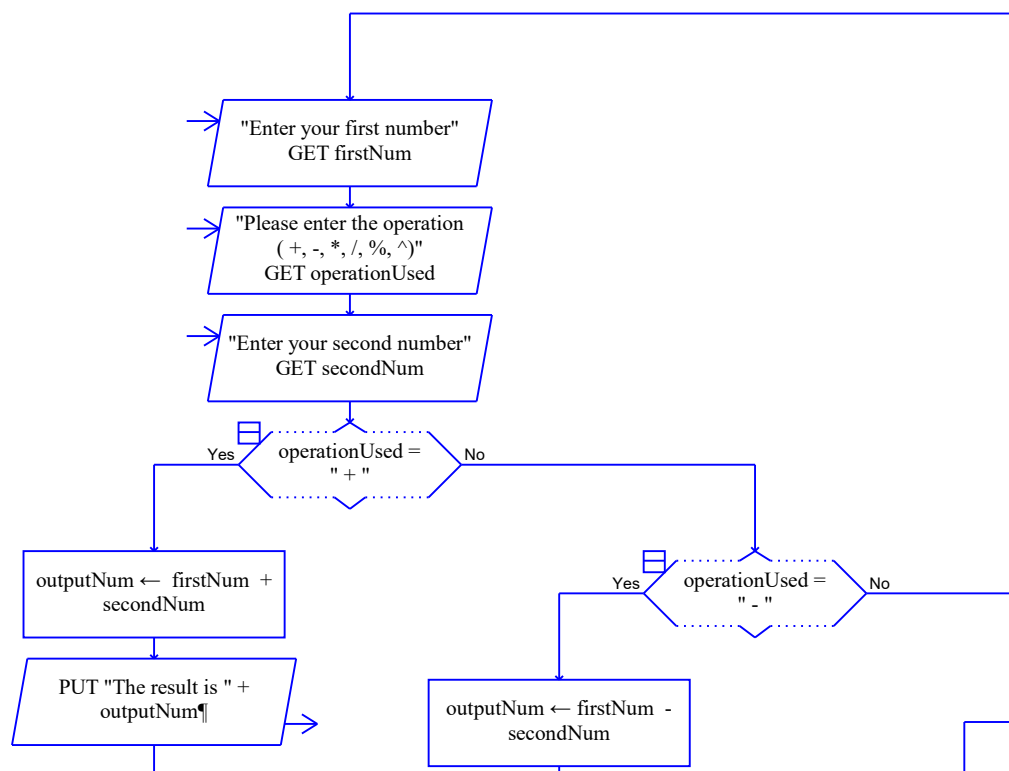 "Enter your first number"
GET firstNum
"Please enter the operation
( +, -, *, /, %, ^)"
GET operationUsed
"Enter your second number"
GET secondNum
Yes
operationUsed =
" + "
No
outputNum ← firstNum +
secondNum
PUT "The result is " +
outputNum¶
Yes
operationUsed =
" - "
No
outputNum ← firstNum -
secondNum